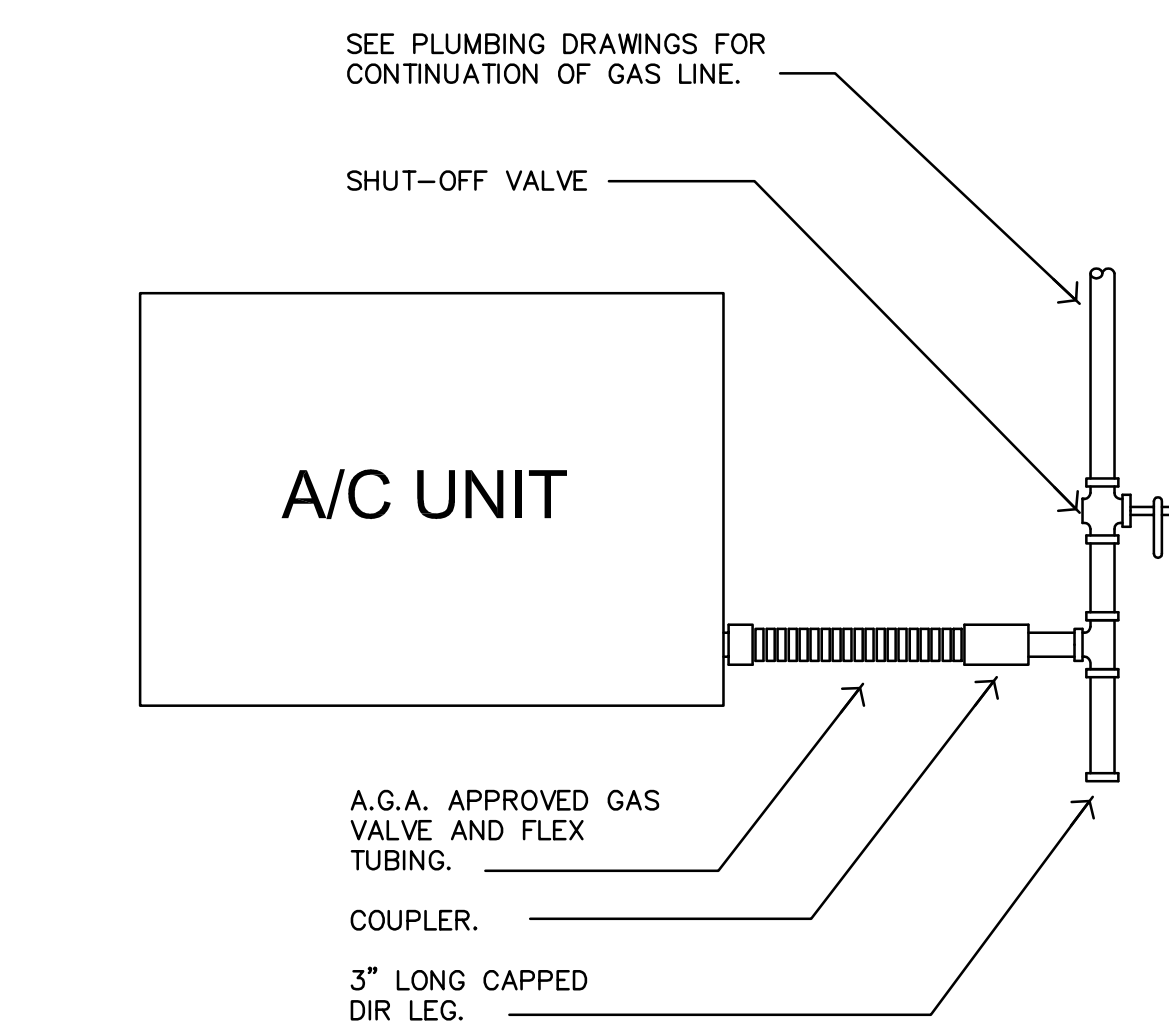 SEE PLUMBING DRAWINGS FOR
CONTINUATION OF GAS LINE.
SHUT-OFF VALVE
A/C UNIT
A.G.A. APPROVED GAS
VALVE AND FLEX
TUBING.
COUPLER.
3" LONG CAPPED
DIR LEG.